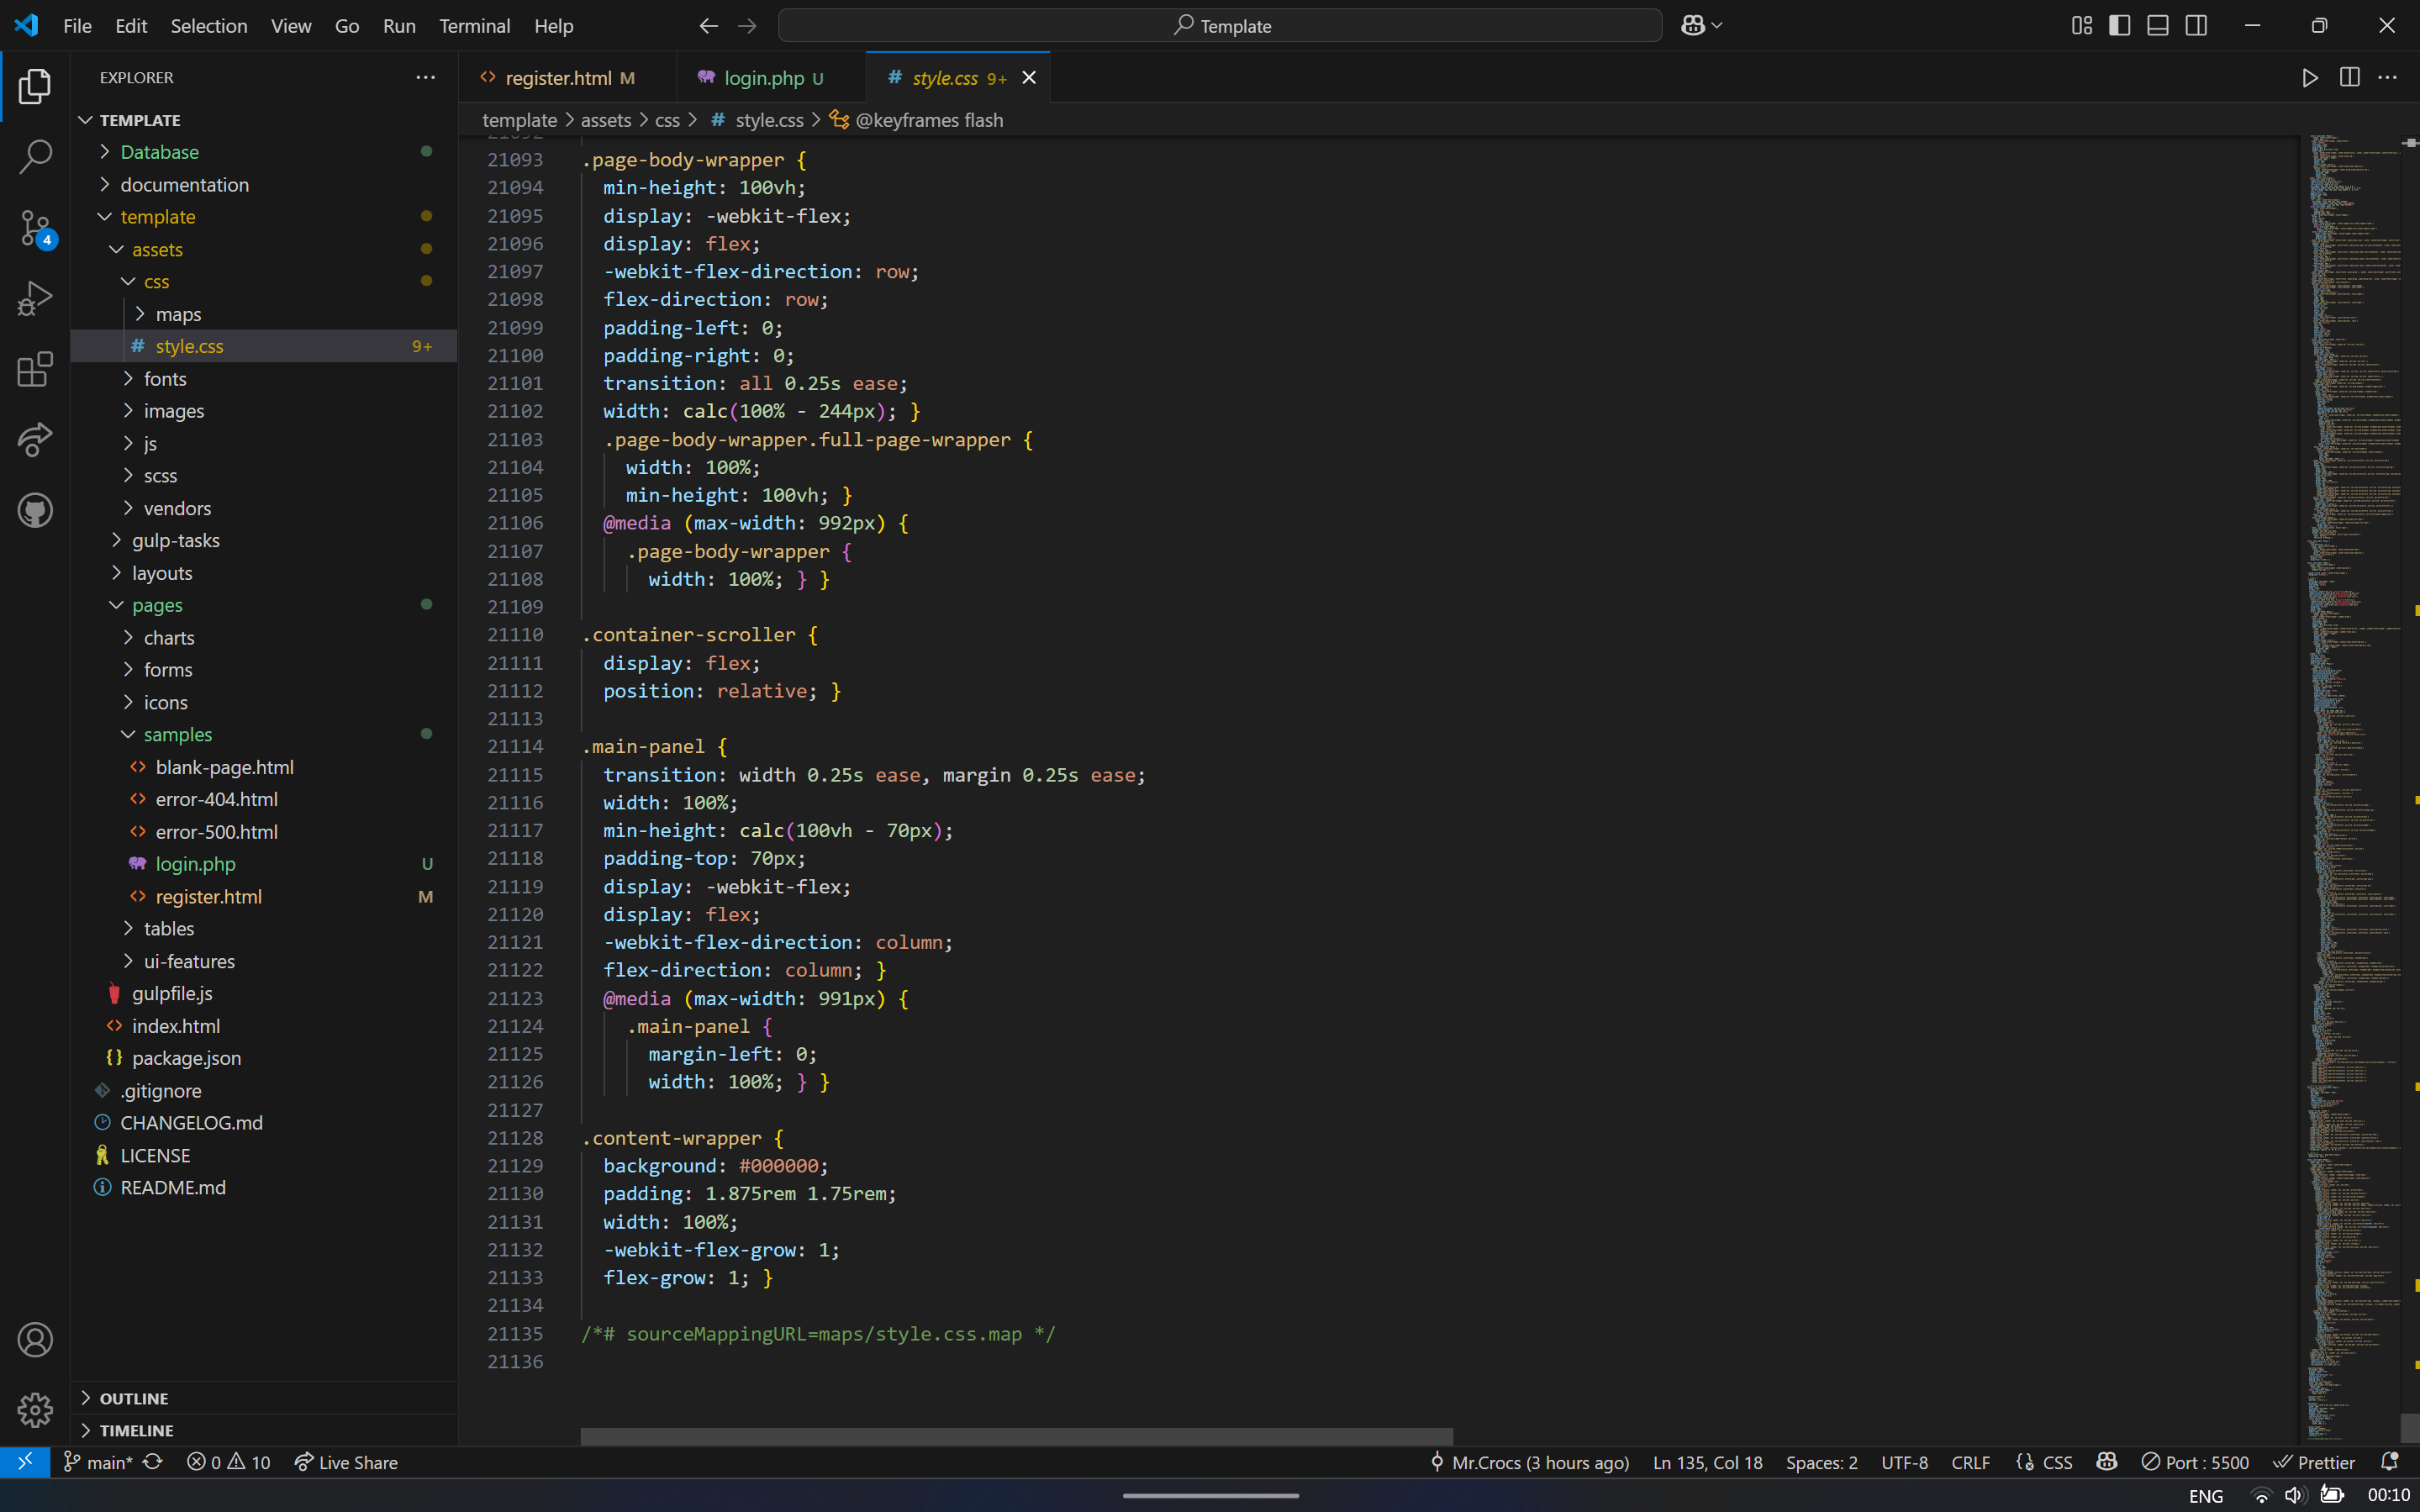 File Edit Selection View Go Run Terminal Help
Template
EXPLORER
TEMPLATE
Database
documentation
template
assets
css
maps
# style.css 9+
fonts
images
js
scss
vendors
gulp-tasks
layouts
pages
charts
forms
icons
samples
<> blank-page.html
<> error-404.html
<> error-500.html
login.php U
<> register.html M
tables
ui-features
gulpfile.js
<> index.html
{} package.json
.gitignore
CHANGELOG.md
LICENSE
README.md
OUTLINE
TIMELINE
4
<> register.html M
login.php U
# style.css 9+
template > assets > css > # style.css > @keyframes flash
21093 .page-body-wrapper {
21094 min-height: 100vh;
21095 display: -webkit-flex;
21096 display: flex;
21097 -webkit-flex-direction: row;
21098 flex-direction: row;
21099 padding-left: 0;
21100 padding-right: 0;
21101 transition: all 0.25s ease;
21102 width: calc(100% - 244px); }
21103 .page-body-wrapper.full-page-wrapper {
21104 width: 100%;
21105 min-height: 100vh; }
21106 @media (max-width: 992px) {
21107 .page-body-wrapper {
21108 width: 100%; } }
21109
21110 .container-scroller {
21111 display: flex;
21112 position: relative; }
21113
21114 .main-panel {
21115 transition: width 0.25s ease, margin 0.25s ease;
21116 width: 100%;
21117 min-height: calc(100vh - 70px);
21118 padding-top: 70px;
21119 display: -webkit-flex;
21120 display: flex;
21121 -webkit-flex-direction: column;
21122 flex-direction: column; }
21123 @media (max-width: 991px) {
21124 .main-panel {
21125 margin-left: 0;
21126 width: 100%; } }
21127
21128 .content-wrapper {
21129 background: #000000;
21130 padding: 1.875rem 1.75rem;
21131 width: 100%;
21132 -webkit-flex-grow: 1;
21133 flex-grow: 1; }
21134
21135 /*# sourceMappingURL=maps/style.css.map */
21136
main* 0 10 Live Share
Mr.Crocs (3 hours ago) Ln 135, Col 18 Spaces: 2 UTF-8 CRLF CSS Port : 5500 Prettier
ENG 00:10